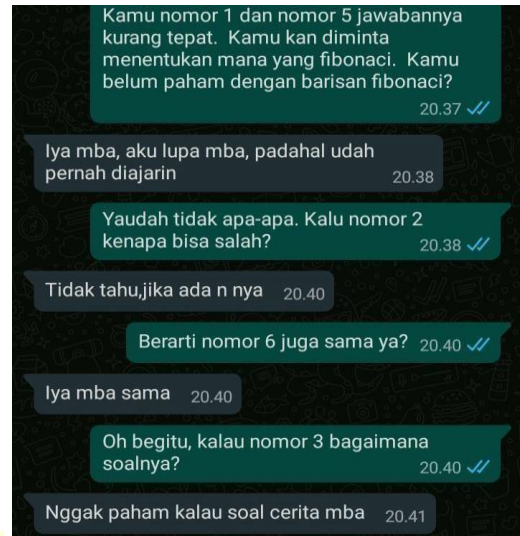 Kamu nomor 1 dan nomor 5 jawabannya
kurang tepat. Kamu kan diminta
menentukan mana yang fibonaci. Kamu
belum paham dengan barisan fibonaci?
20.37
Iya mba, aku lupa mba, padahal udah
pernah diajarin 20.38
Yaudah tidak apa-apa. Kalu nomor 2
kenapa bisa salah? 20.38
Tidak tahu,jika ada n nya 20.40
Berarti nomor 6 juga sama ya? 20.40
Iya mba sama 20.40
Oh begitu, kalau nomor 3 bagaimana
soalnya? 20.40
Nggak paham kalau soal cerita mba 20.41